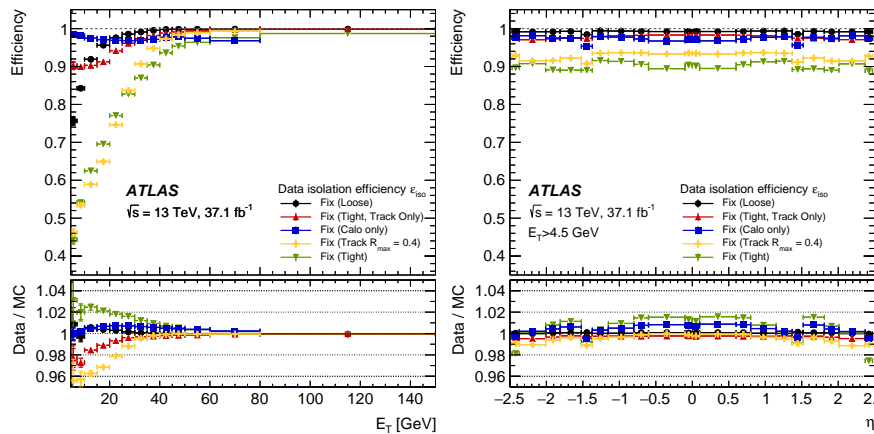 Efficiency
1
0.9
0.8
0.7
0.6
0.5
0.4
ATLAS
√s = 13 TeV, 37.1 fb⁻¹
Data isolation efficiency ε_iso
Fix (Loose)
Fix (Tight, Track Only)
Fix (Calo only)
Fix (Track R_max = 0.4)
Fix (Tight)
Data / MC
1.04
1.02
1
0.98
0.96
20 40 60 80 100 120 140
E_T [GeV]
Efficiency
1
0.9
0.8
0.7
0.6
0.5
0.4
ATLAS
√s = 13 TeV, 37.1 fb⁻¹
E_T>4.5 GeV
Data isolation efficiency ε_iso
Fix (Loose)
Fix (Tight, Track Only)
Fix (Calo only)
Fix (Track R_max = 0.4)
Fix (Tight)
Data / MC
1.04
1.02
1
0.98
0.96
−2.5 −2 −1.5 −1 −0.5 0 0.5 1 1.5 2 2.5
η